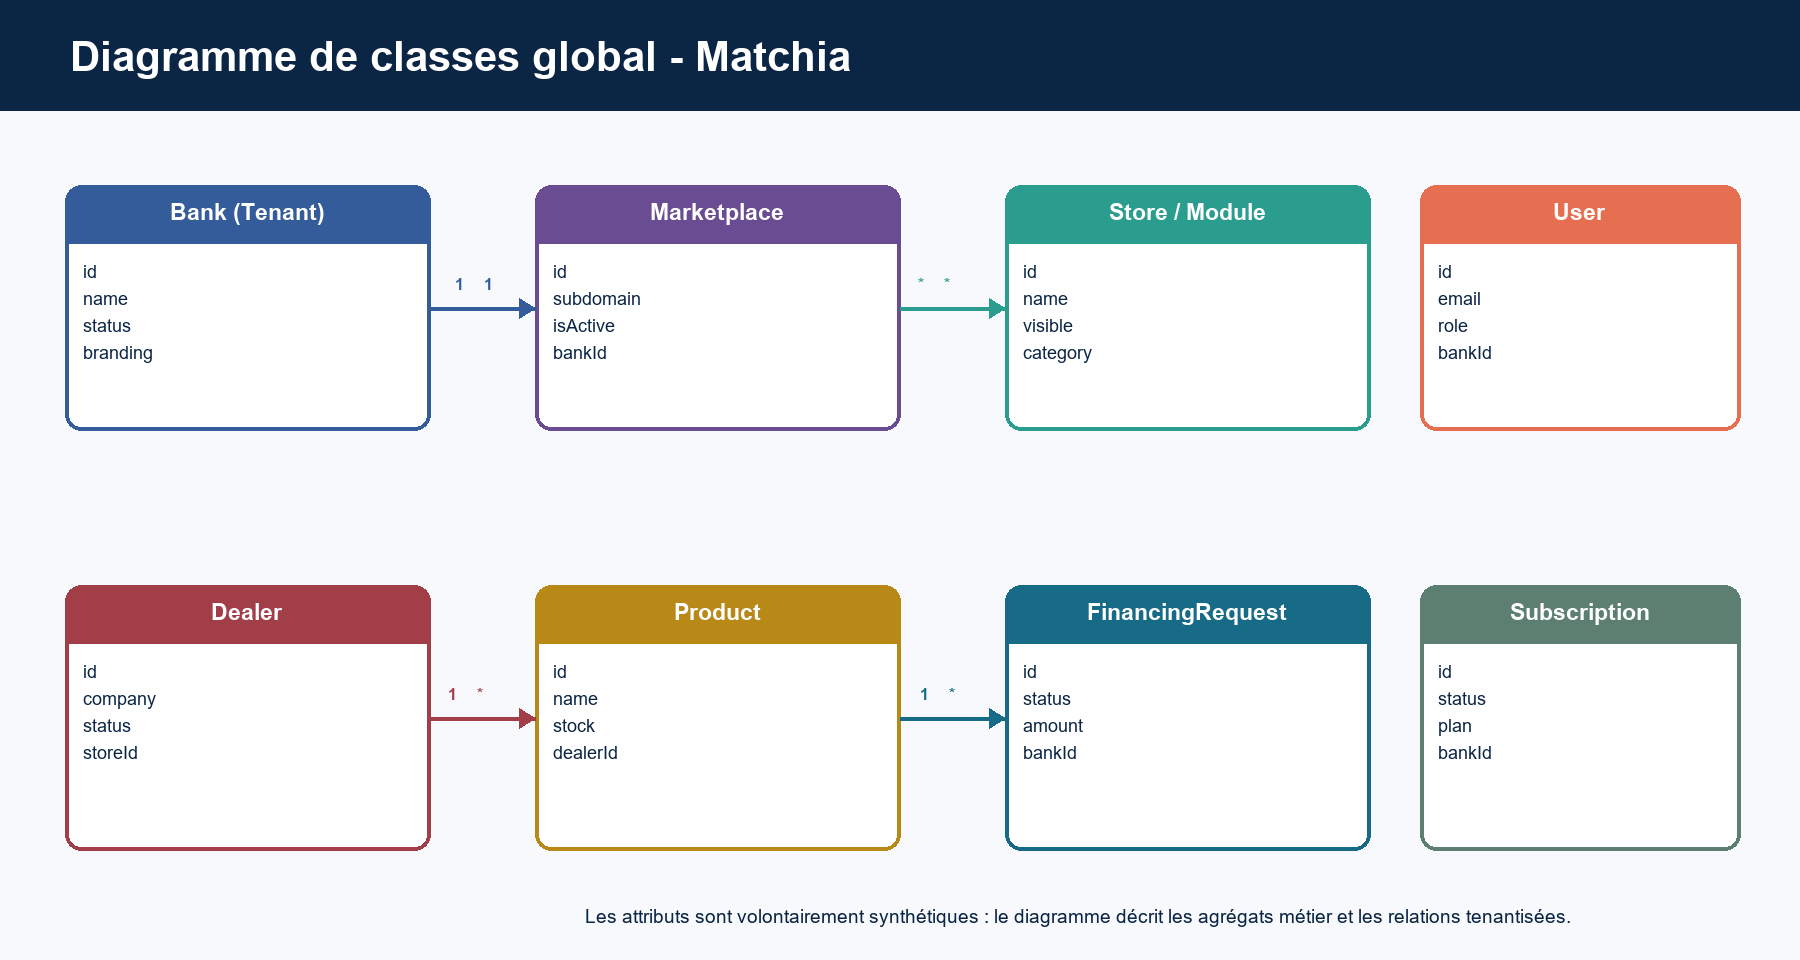 Diagramme de classes global - Matchia
Bank (Tenant)
id
name
status
branding
1 1
Marketplace
id
subdomain
isActive
bankId
* *
Store / Module
id
name
visible
category
User
id
email
role
bankId
Dealer
id
company
status
storeId
1 *
Product
id
name
stock
dealerId
1 *
FinancingRequest
id
status
amount
bankId
Subscription
id
status
plan
bankId
Les attributs sont volontairement synthétiques : le diagramme décrit les agrégats métier et les relations tenantisées.